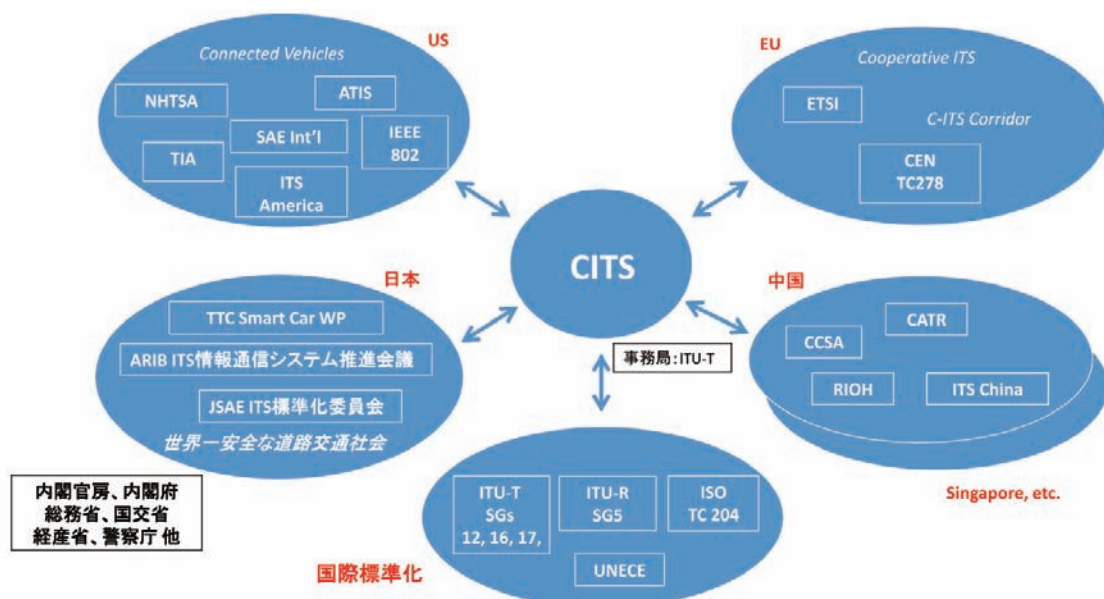 US
Connected Vehicles
NHTSA
ATIS
SAE Int'l
IEEE
802
TIA
ITS
America
EU
Cooperative ITS
ETSI
C-ITS Corridor
CEN
TC278
CITS
日本
TTC Smart Car WP
ARIB ITS情報通信システム推進会議
JSAE ITS標準化委員会
世界一安全な道路交通社会
内閣官房、内閣府
総務省、国交省
経産省、警察庁 他
事務局:ITU-T
中国
CATR
CCSA
RIOH
ITS China
Singapore, etc.
ITU-T
SGs
12, 16, 17,
ITU-R
SG5
ISO
TC 204
UNECE
国際標準化